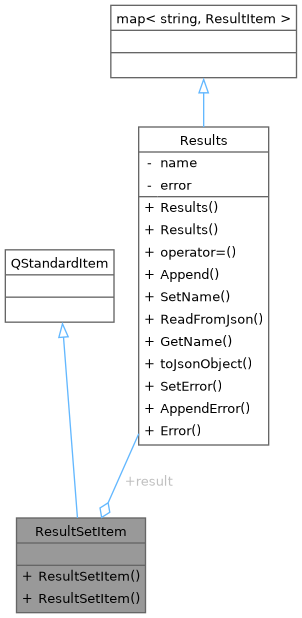 map< string, ResultItem >
Results
- name
- error
+ Results()
+ Results()
+ operator=()
+ Append()
+ SetName()
+ ReadFromJson()
+ GetName()
+ toJsonObject()
+ SetError()
+ AppendError()
+ Error()
QStandardItem
+result
ResultSetItem
+ ResultSetItem()
+ ResultSetItem()